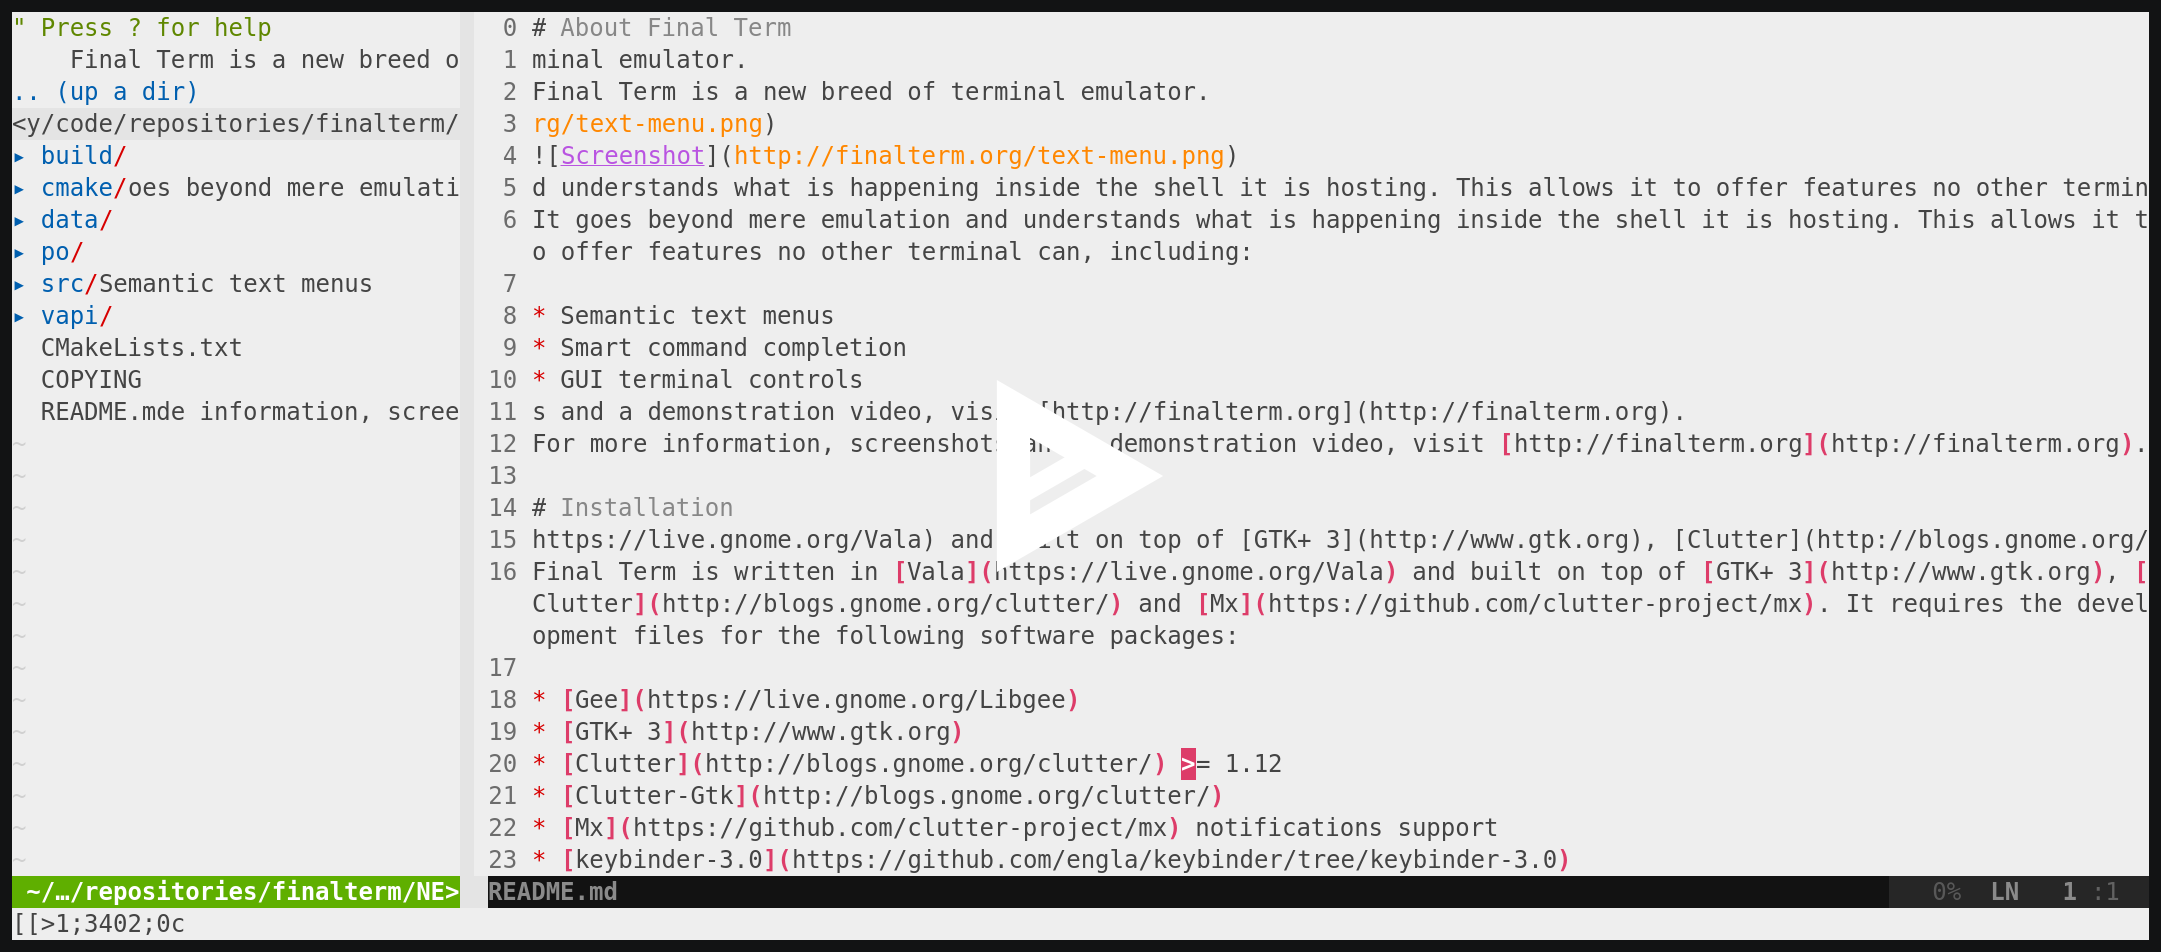 " Press ? for help
Final Term is a new breed o
.. (up a dir)
<y/code/repositories/finalterm/
▸ build/
▸ cmake/oes beyond mere emulati
▸ data/
▸ po/
▸ src/Semantic text menus
▸ vapi/
CMakeLists.txt
COPYING
README.mde information, scree
~
~
~
~
~
~
~
~
~
~
~
~
~
~
~/…/repositories/finalterm/NE>
0 # About Final Term
1 minal emulator.
2 Final Term is a new breed of terminal emulator.
3 rg/text-menu.png)
4 ![Screenshot](http://finalterm.org/text-menu.png)
5 d understands what is happening inside the shell it is hosting. This allows it to offer features no other termin
6 It goes beyond mere emulation and understands what is happening inside the shell it is hosting. This allows it t
o offer features no other terminal can, including:
7
8 * Semantic text menus
9 * Smart command completion
10 * GUI terminal controls
11 s and a demonstration video, visit [http://finalterm.org](http://finalterm.org).
12 For more information, screenshots and a demonstration video, visit [http://finalterm.org](http://finalterm.org).
13
14 # Installation
15 https://live.gnome.org/Vala) and built on top of [GTK+ 3](http://www.gtk.org), [Clutter](http://blogs.gnome.org/
16 Final Term is written in [Vala](https://live.gnome.org/Vala) and built on top of [GTK+ 3](http://www.gtk.org), [
Clutter](http://blogs.gnome.org/clutter/) and [Mx](https://github.com/clutter-project/mx). It requires the devel
opment files for the following software packages:
17
18 * [Gee](https://live.gnome.org/Libgee)
19 * [GTK+ 3](http://www.gtk.org)
20 * [Clutter](http://blogs.gnome.org/clutter/) >= 1.12
21 * [Clutter-Gtk](http://blogs.gnome.org/clutter/)
22 * [Mx](https://github.com/clutter-project/mx) notifications support
23 * [keybinder-3.0](https://github.com/engla/keybinder/tree/keybinder-3.0)
README.md 0% LN 1 :1
[[>1;3402;0c